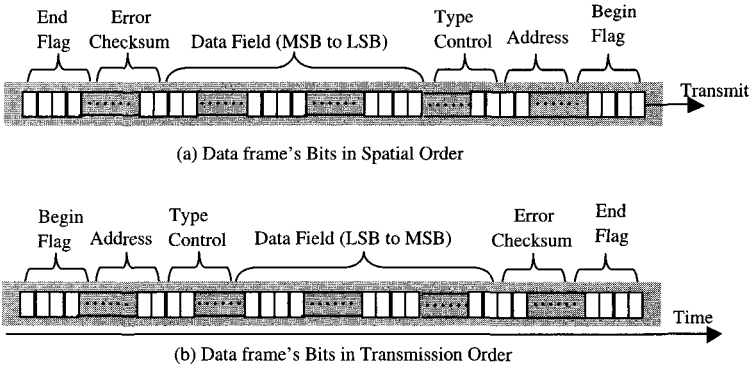 End Flag
Error Checksum
Data Field (MSB to LSB)
Type Control
Address
Begin Flag
Transmit
(a) Data frame's Bits in Spatial Order
Begin Flag
Address
Type Control
Data Field (LSB to MSB)
Error Checksum
End Flag
Time
(b) Data frame's Bits in Transmission Order